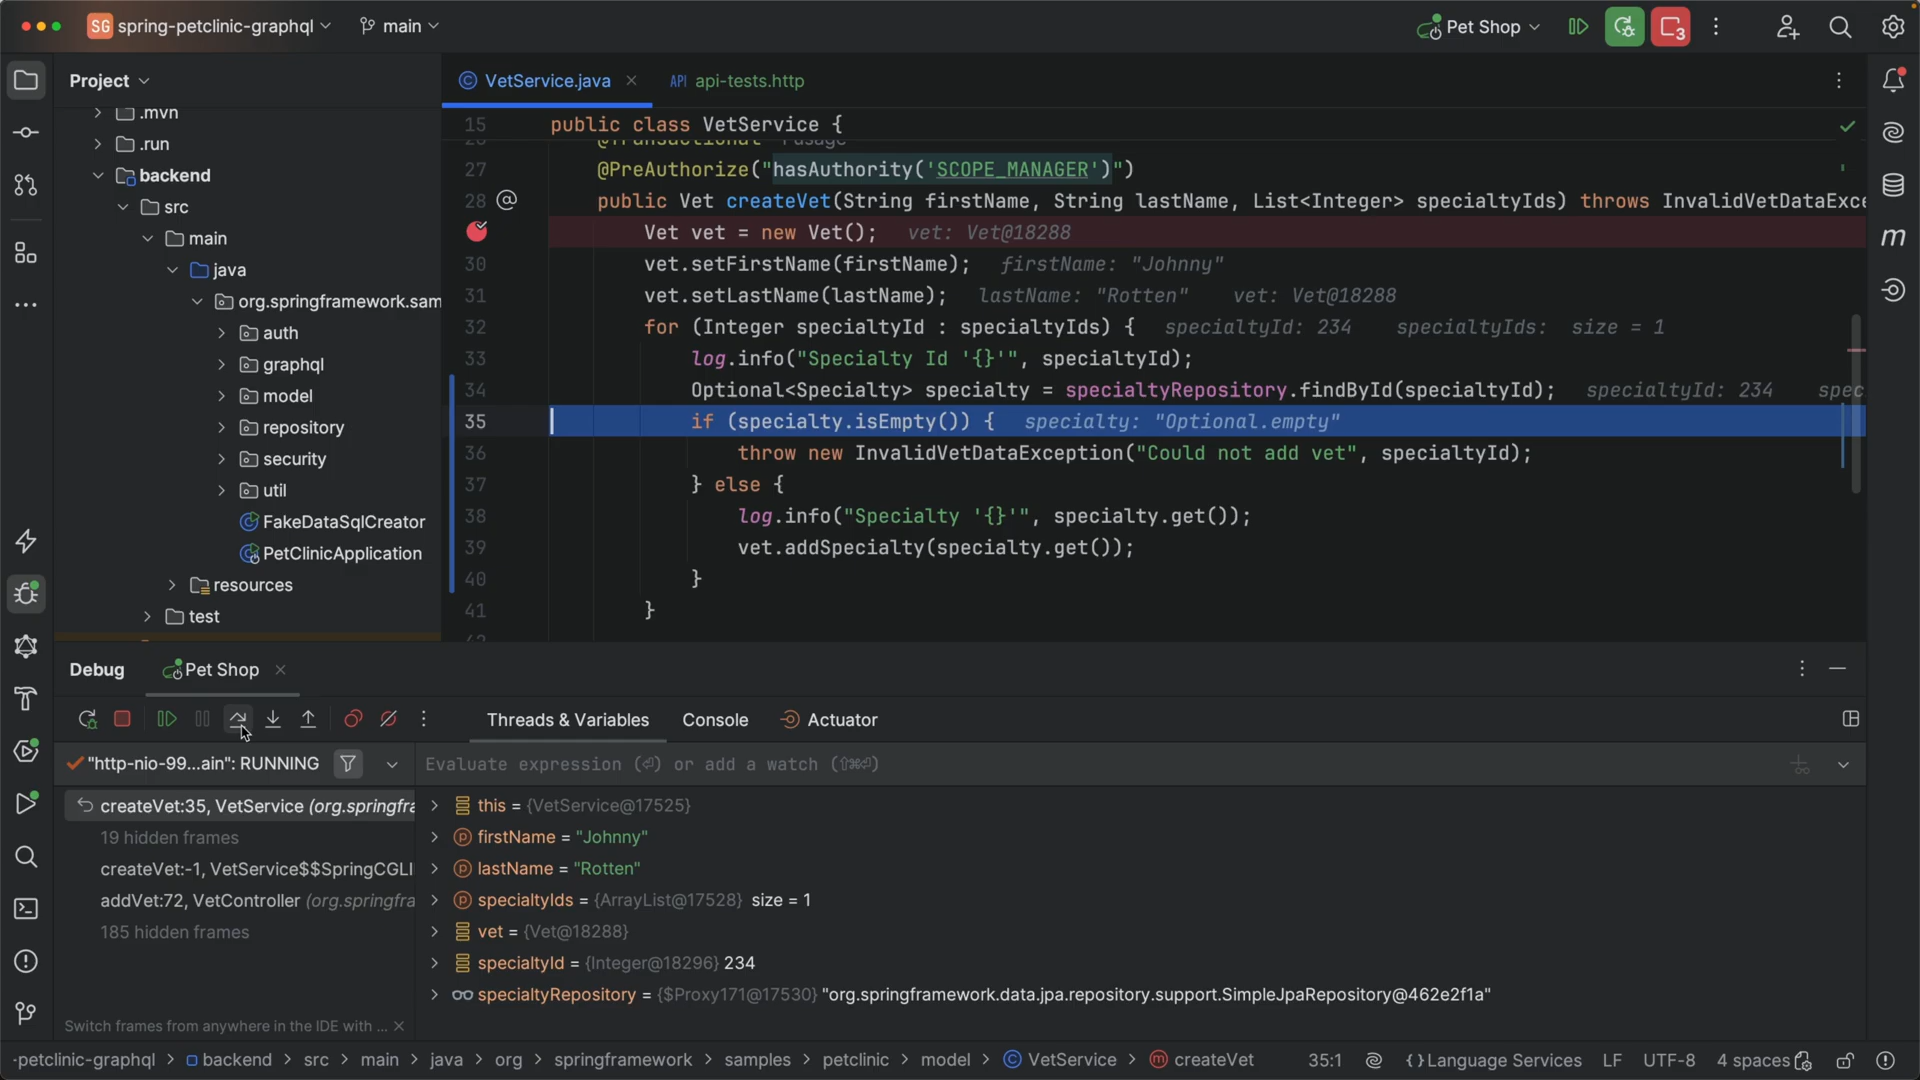 SG spring-petclinic-graphql main Pet Shop 3
Project
VetService.java
API api-tests.http
.mvn
.run
backend
src
main
java
org.springframework.sam
auth
graphql
model
repository
security
util
FakeDataSqlCreator
PetClinicApplication
resources
test
15 public class VetService {
27 @PreAuthorize("hasAuthority('SCOPE_MANAGER')")
28 public Vet createVet(String firstName, String lastName, List<Integer> specialtyIds) throws InvalidVetDataExce
Vet vet = new Vet(); vet: Vet@18288
30 vet.setFirstName(firstName); firstName: "Johnny"
31 vet.setLastName(lastName); lastName: "Rotten" vet: Vet@18288
32 for (Integer specialtyId : specialtyIds) { specialtyId: 234 specialtyIds: size = 1
33 log.info("Specialty Id '{}'", specialtyId);
34 Optional<Specialty> specialty = specialtyRepository.findById(specialtyId); specialtyId: 234 spec
35 if (specialty.isEmpty()) { specialty: "Optional.empty"
36 throw new InvalidVetDataException("Could not add vet", specialtyId);
37 } else {
38 log.info("Specialty '{}'", specialty.get());
39 vet.addSpecialty(specialty.get());
40 }
41 }
Debug Pet Shop
Threads & Variables Console Actuator
"http-nio-99...ain": RUNNING
Evaluate expression (⏎) or add a watch (⇧⌘⏎)
createVet:35, VetService (org.springfra
19 hidden frames
createVet:-1, VetService$$SpringCGLI
addVet:72, VetController (org.springfra
185 hidden frames
Switch frames from anywhere in the IDE with ...
this = {VetService@17525}
firstName = "Johnny"
lastName = "Rotten"
specialtyIds = {ArrayList@17528} size = 1
vet = {Vet@18288}
specialtyId = {Integer@18296} 234
specialtyRepository = {$Proxy171@17530} "org.springframework.data.jpa.repository.support.SimpleJpaRepository@462e2f1a"
-petclinic-graphql > backend > src > main > java > org > springframework > samples > petclinic > model > VetService > createVet 35:1 {} Language Services LF UTF-8 4 spaces